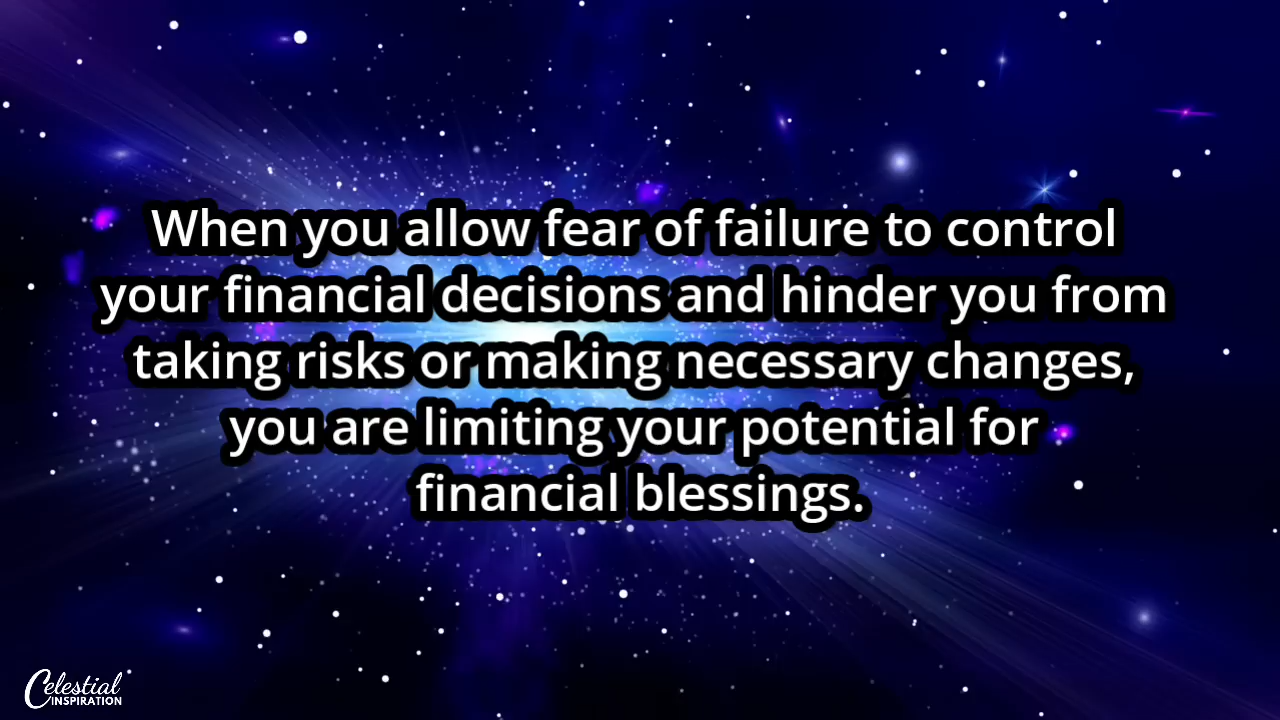 When you allow fear of failure to control
your financial decisions and hinder you from
taking risks or making necessary changes,
you are limiting your potential for
financial blessings.
Celestial
INSPIRATION